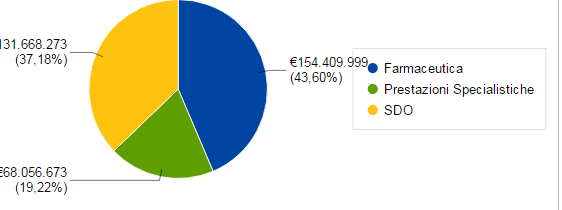 131.668.273
(37,18%)
€154.409.999
(43,60%)
Farmaceutica
Prestazioni Specialistiche
SDO
€68.056.673
(19,22%)